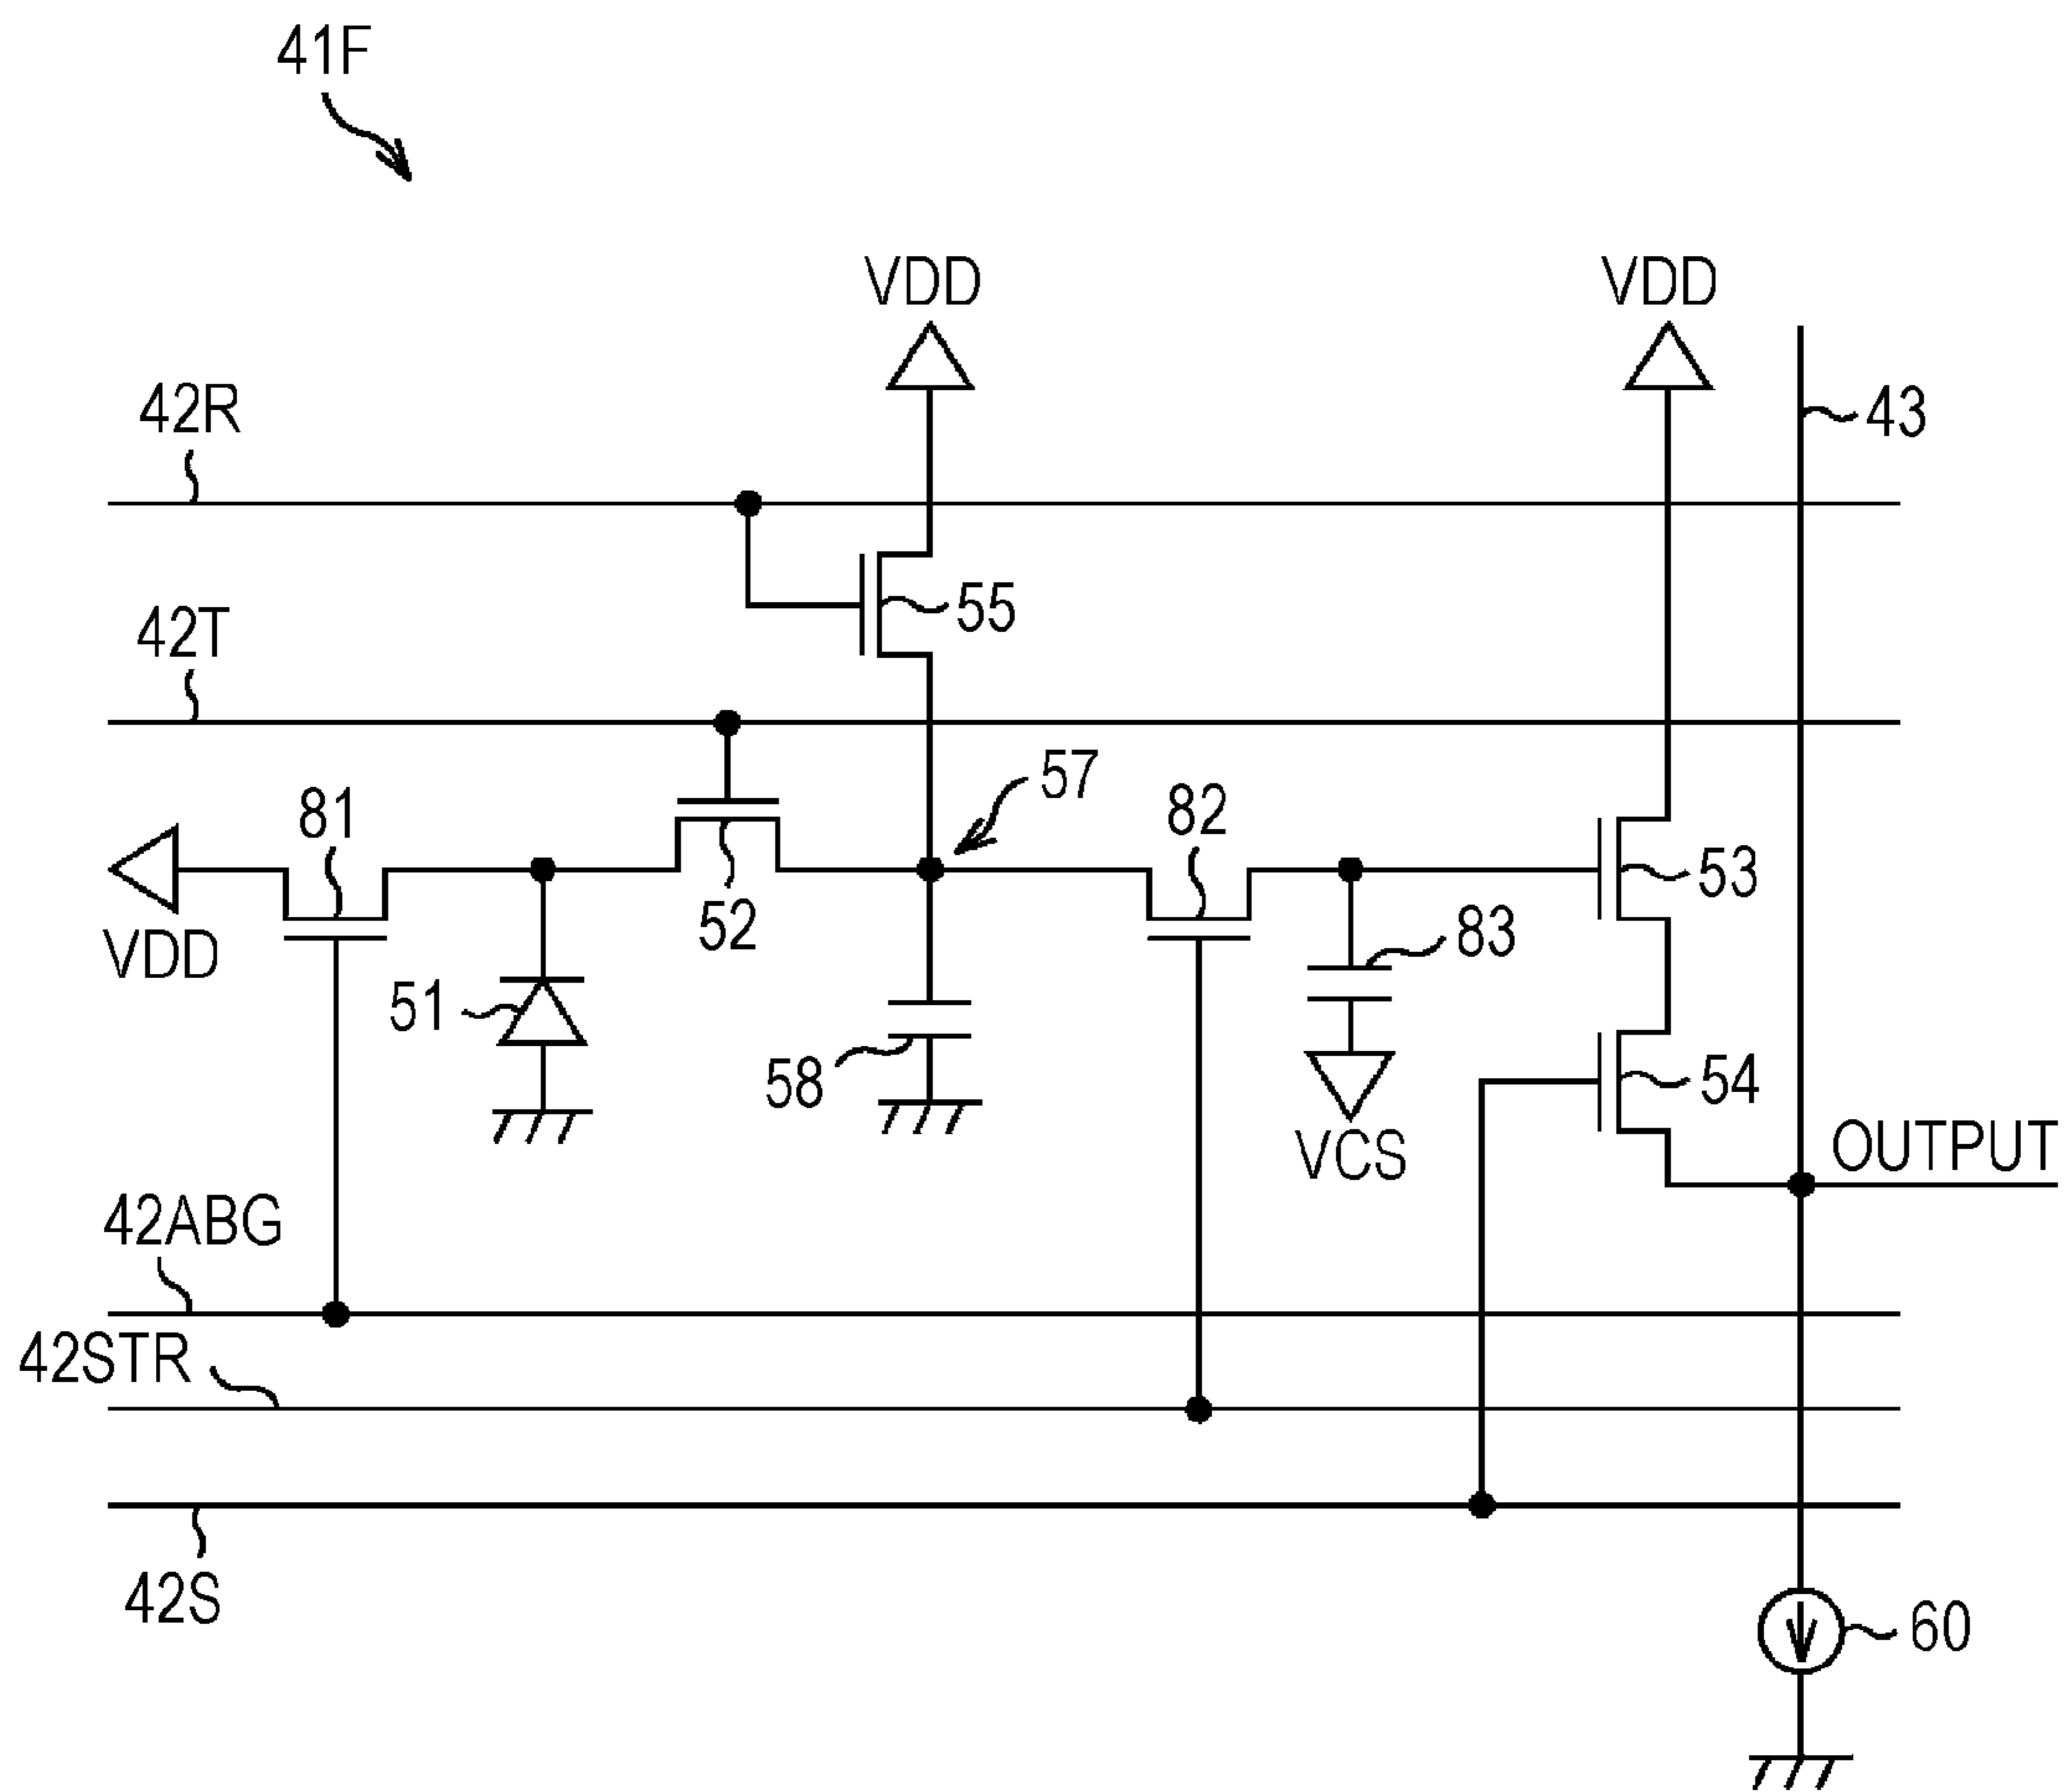 41F
VDD
VDD
42R
43
55
42T
57
81
82
52
53
VDD
83
51
58
54
VCS
OUTPUT
42ABG
42STR
42S
60